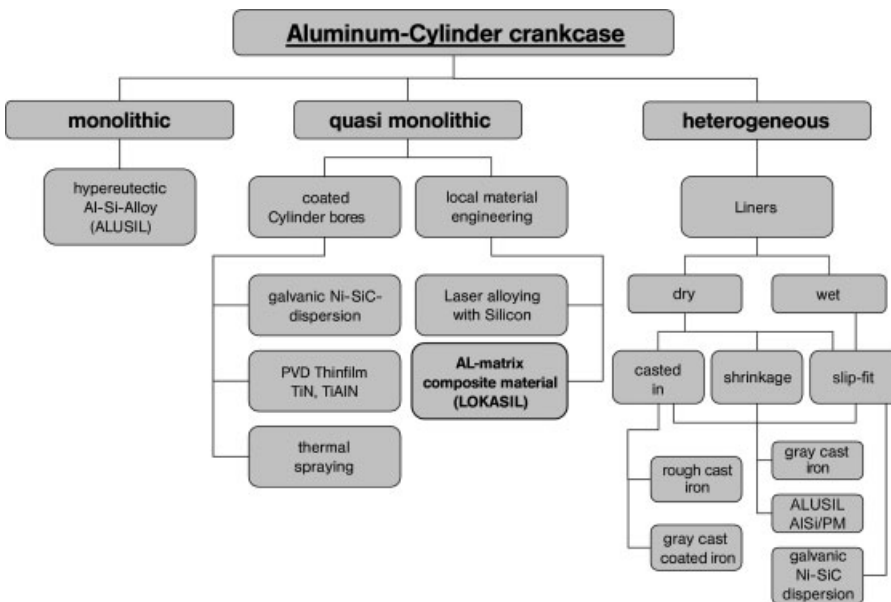 Aluminum-Cylinder crankcase
monolithic
quasi monolithic
heterogeneous
hypereutectic
Al-Si-Alloy
(ALUSIL)
coated
Cylinder bores
local material
engineering
Liners
galvanic Ni-SiC-
dispersion
Laser alloying
with Silicon
dry
wet
PVD Thinfilm
TiN, TiAIN
AL-matrix
composite material
(LOKASIL)
casted
in
shrinkage
slip-fit
thermal
spraying
rough cast
iron
gray cast
iron
gray cast
coated iron
ALUSIL
AlSi/PM
galvanic
Ni-SiC
dispersion